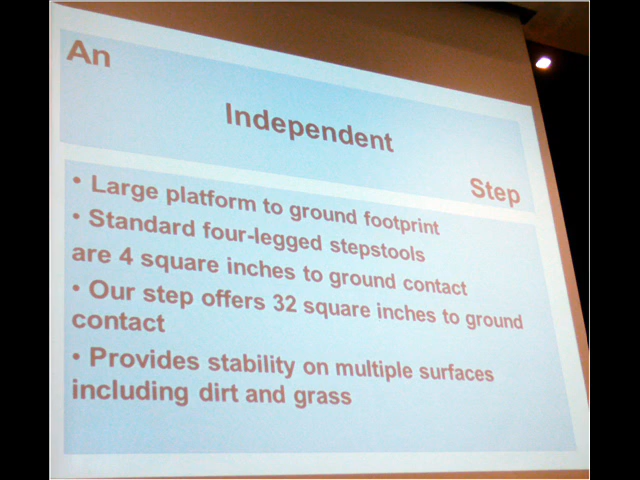 An
Independent
Step
• Large platform to ground footprint
• Standard four-legged stepstools
are 4 square inches to ground contact
• Our step offers 32 square inches to ground
contact
• Provides stability on multiple surfaces
including dirt and grass